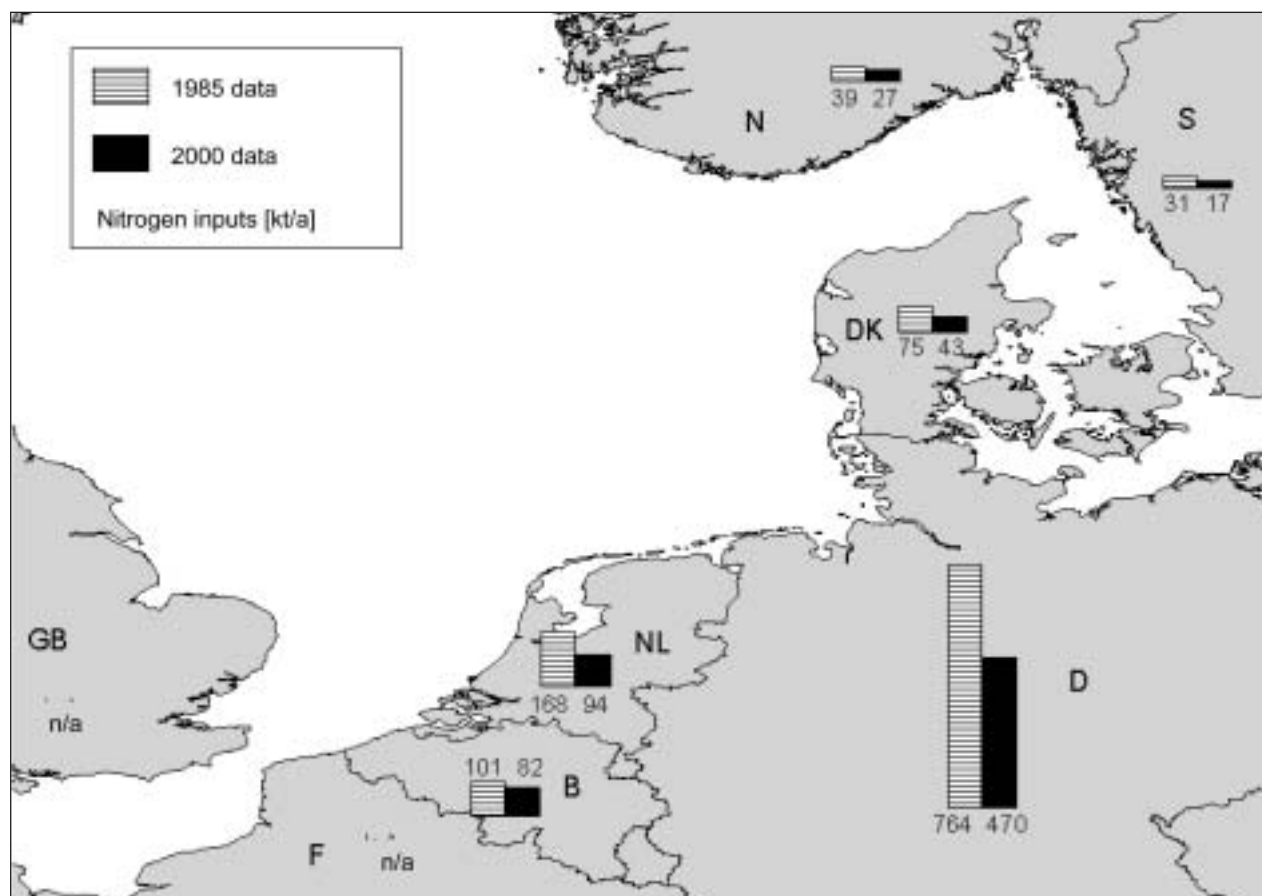 1985 data
2000 data
Nitrogen inputs [kt/a]
39 27
N
S
31 17
DK
75 43
GB
n/a
NL
168 94
D
764 470
101 82
B
F
n/a